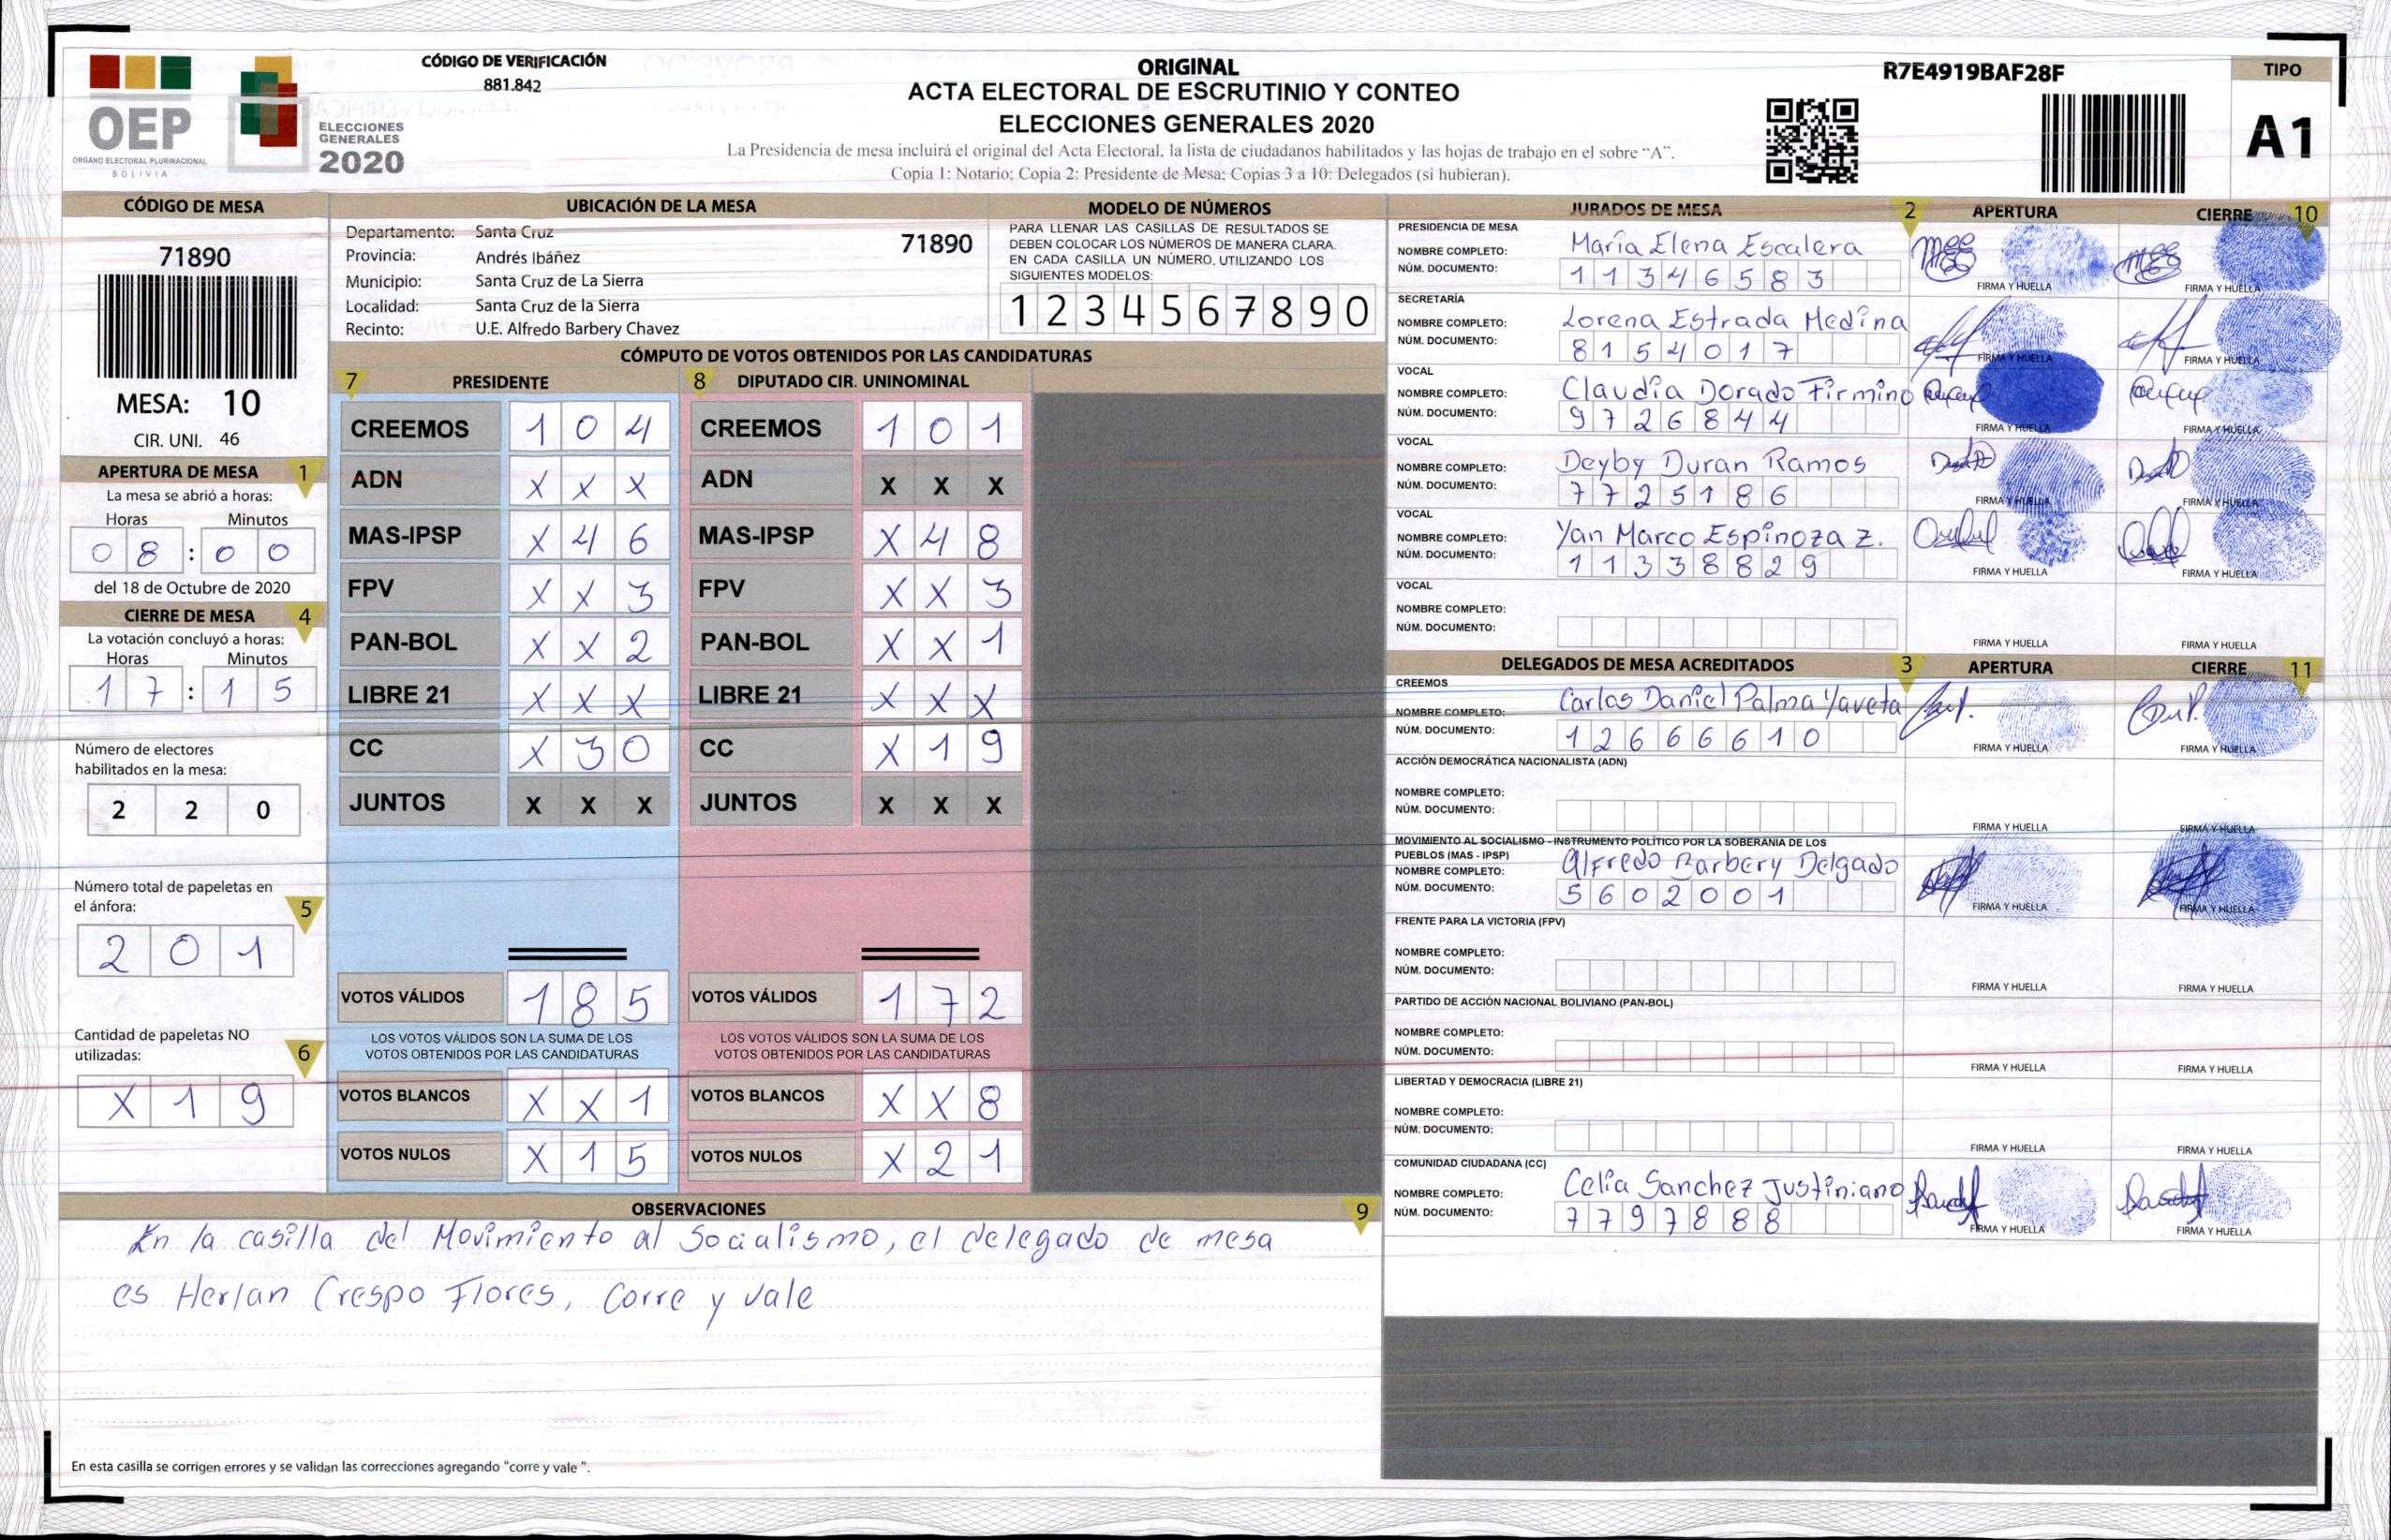 OEP
ÓRGANO ELECTORAL PLURINACIONAL
BOLIVIA
ELECCIONES
GENERALES
2020
CÓDIGO DE VERIFICACIÓN
881.842
ORIGINAL
ACTA ELECTORAL DE ESCRUTINIO Y CONTEO
ELECCIONES GENERALES 2020
La Presidencia de mesa incluirá el original del Acta Electoral, la lista de ciudadanos habilitados y las hojas de trabajo en el sobre “A”.
Copia 1: Notario; Copia 2: Presidente de Mesa; Copias 3 a 10: Delegados (si hubieran).
R7E4919BAF28F
TIPO
A1
CÓDIGO DE MESA
71890
MESA: 10
CIR. UNI. 46
APERTURA DE MESA 1
La mesa se abrió a horas:
Horas Minutos
0 8 : 0 0
del 18 de Octubre de 2020
CIERRE DE MESA 4
La votación concluyó a horas:
Horas Minutos
1 7 : 1 5
Número de electores
habilitados en la mesa:
2 2 0
Número total de papeletas en
el ánfora: 5
2 0 1
Cantidad de papeletas NO
utilizadas: 6
X 1 9
UBICACIÓN DE LA MESA
Departamento: Santa Cruz
71890
Provincia: Andrés Ibáñez
Municipio: Santa Cruz de La Sierra
Localidad: Santa Cruz de la Sierra
Recinto: U.E. Alfredo Barbery Chavez
MODELO DE NÚMEROS
PARA LLENAR LAS CASILLAS DE RESULTADOS SE
DEBEN COLOCAR LOS NÚMEROS DE MANERA CLARA.
EN CADA CASILLA UN NÚMERO, UTILIZANDO LOS
SIGUIENTES MODELOS:
1 2 3 4 5 6 7 8 9 0
CÓMPUTO DE VOTOS OBTENIDOS POR LAS CANDIDATURAS
7 PRESIDENTE
CREEMOS 1 0 4
ADN X X X
MAS-IPSP X 4 6
FPV X X 3
PAN-BOL X X 2
LIBRE 21 X X X
CC X 3 0
JUNTOS X X X
VOTOS VÁLIDOS 1 8 5
LOS VOTOS VÁLIDOS SON LA SUMA DE LOS
VOTOS OBTENIDOS POR LAS CANDIDATURAS
VOTOS BLANCOS X X 1
VOTOS NULOS X 1 5
8 DIPUTADO CIR. UNINOMINAL
CREEMOS 1 0 1
ADN X X X
MAS-IPSP X 4 8
FPV X X 3
PAN-BOL X X 1
LIBRE 21 X X X
CC X 1 9
JUNTOS X X X
VOTOS VÁLIDOS 1 7 2
LOS VOTOS VÁLIDOS SON LA SUMA DE LOS
VOTOS OBTENIDOS POR LAS CANDIDATURAS
VOTOS BLANCOS X X 8
VOTOS NULOS X 2 1
OBSERVACIONES 9
En la casilla del Movimiento al Socialismo, el delegado de mesa
es Herlan Crespo Flores, Corre y vale
En esta casilla se corrigen errores y se validan las correcciones agregando "corre y vale ".
JURADOS DE MESA 2 APERTURA CIERRE 10
PRESIDENCIA DE MESA
NOMBRE COMPLETO: María Elena Escalera
NÚM. DOCUMENTO: 1 1 3 4 6 5 8 3
FIRMA Y HUELLA FIRMA Y HUELLA
SECRETARÍA
NOMBRE COMPLETO: Lorena Estrada Medina
NÚM. DOCUMENTO: 8 1 5 4 0 1 7
FIRMA Y HUELLA FIRMA Y HUELLA
VOCAL
NOMBRE COMPLETO: Claudia Dorado Firmino
NÚM. DOCUMENTO: 9 7 2 6 8 4 4
FIRMA Y HUELLA FIRMA Y HUELLA
VOCAL
NOMBRE COMPLETO: Deyby Duran Ramos
NÚM. DOCUMENTO: 7 7 2 5 1 8 6
FIRMA Y HUELLA FIRMA Y HUELLA
VOCAL
NOMBRE COMPLETO: Yan Marco Espinoza Z.
NÚM. DOCUMENTO: 1 1 3 3 8 8 2 9
FIRMA Y HUELLA FIRMA Y HUELLA
VOCAL
NOMBRE COMPLETO:
NÚM. DOCUMENTO:
FIRMA Y HUELLA FIRMA Y HUELLA
DELEGADOS DE MESA ACREDITADOS 3 APERTURA CIERRE 11
CREEMOS
NOMBRE COMPLETO: Carlos Daniel Palma Yaveta
NÚM. DOCUMENTO: 1 2 6 6 6 6 1 0
FIRMA Y HUELLA FIRMA Y HUELLA
ACCIÓN DEMOCRÁTICA NACIONALISTA (ADN)
NOMBRE COMPLETO:
NÚM. DOCUMENTO:
FIRMA Y HUELLA FIRMA Y HUELLA
MOVIMIENTO AL SOCIALISMO - INSTRUMENTO POLÍTICO POR LA SOBERANIA DE LOS
PUEBLOS (MAS - IPSP)
NOMBRE COMPLETO: Alfredo Barbery Delgado
NÚM. DOCUMENTO: 5 6 0 2 0 0 1
FIRMA Y HUELLA FIRMA Y HUELLA
FRENTE PARA LA VICTORIA (FPV)
NOMBRE COMPLETO:
NÚM. DOCUMENTO:
FIRMA Y HUELLA FIRMA Y HUELLA
PARTIDO DE ACCIÓN NACIONAL BOLIVIANO (PAN-BOL)
NOMBRE COMPLETO:
NÚM. DOCUMENTO:
FIRMA Y HUELLA FIRMA Y HUELLA
LIBERTAD Y DEMOCRACIA (LIBRE 21)
NOMBRE COMPLETO:
NÚM. DOCUMENTO:
FIRMA Y HUELLA FIRMA Y HUELLA
COMUNIDAD CIUDADANA (CC)
NOMBRE COMPLETO: Celia Sanchez Justiniano
NÚM. DOCUMENTO: 7 7 9 7 8 8 8
FIRMA Y HUELLA FIRMA Y HUELLA